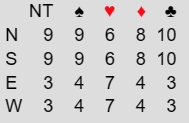 NT ♠ ♥ ♦ ♣
N 9 9 6 8 10
S 9 9 6 8 10
E 3 4 7 4 3
W 3 4 7 4 3